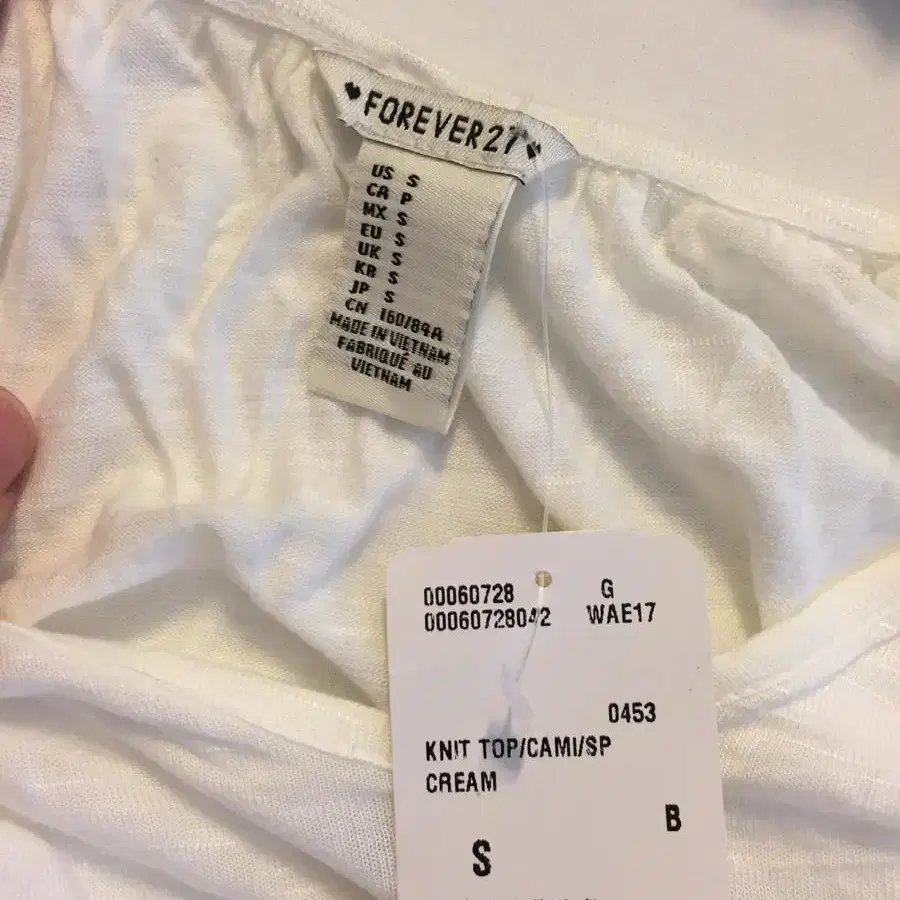 FOREVER27
US S
CA P
MX S
EU S
UK S
KR S
JP S
CN 160/84A
MADE IN VIETNAM
FABRIQUÉ AU
VIETNAM
00060728 G
00060728042 WAE17
0453
KNIT TOP/CAMI/SP
CREAM
B
S